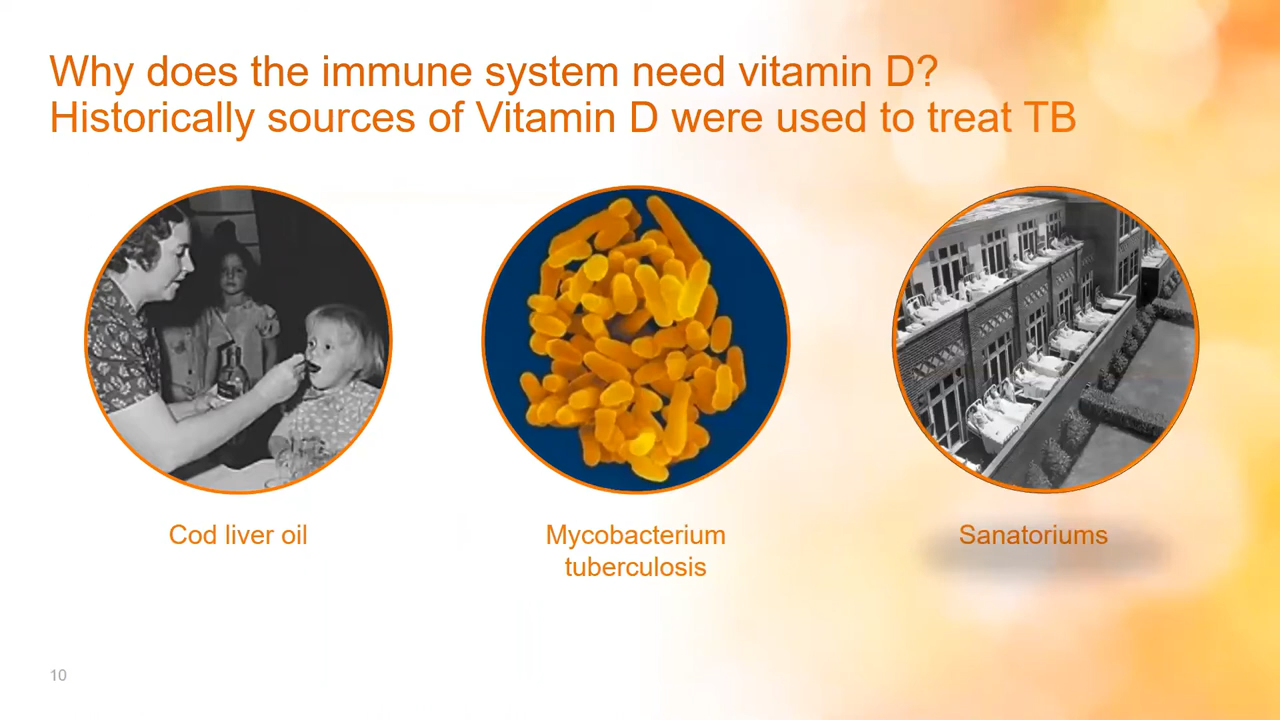 Why does the immune system need vitamin D?
Historically sources of Vitamin D were used to treat TB
Cod liver oil
Mycobacterium
tuberculosis
Sanatoriums
10